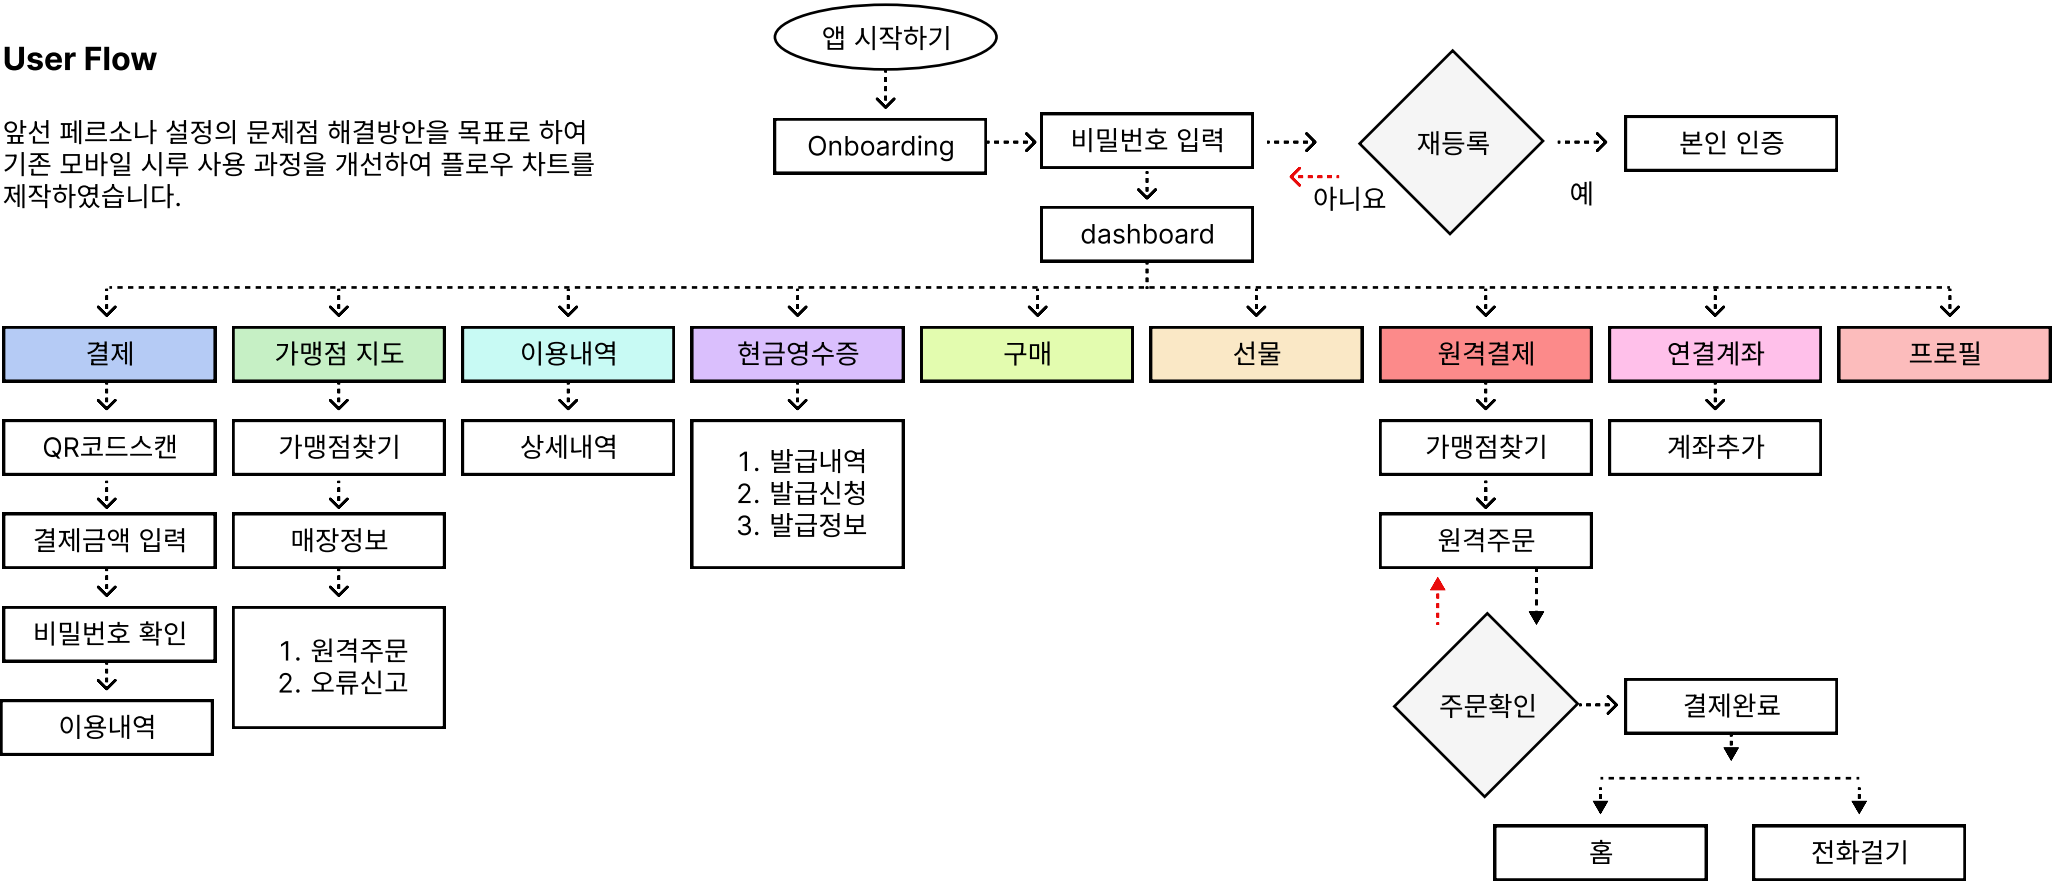 User Flow
앞선 페르소나 설정의 문제점 해결방안을 목표로 하여
기존 모바일 시루 사용 과정을 개선하여 플로우 차트를
제작하였습니다.
앱 시작하기
Onboarding
비밀번호 입력
재등록
본인 인증
아니요
예
dashboard
결제
가맹점 지도
이용내역
현금영수증
구매
선물
원격결제
연결계좌
프로필
QR코드스캔
가맹점찾기
상세내역
1. 발급내역
2. 발급신청
3. 발급정보
가맹점찾기
계좌추가
결제금액 입력
매장정보
원격주문
비밀번호 확인
1. 원격주문
2. 오류신고
이용내역
주문확인
결제완료
홈
전화걸기